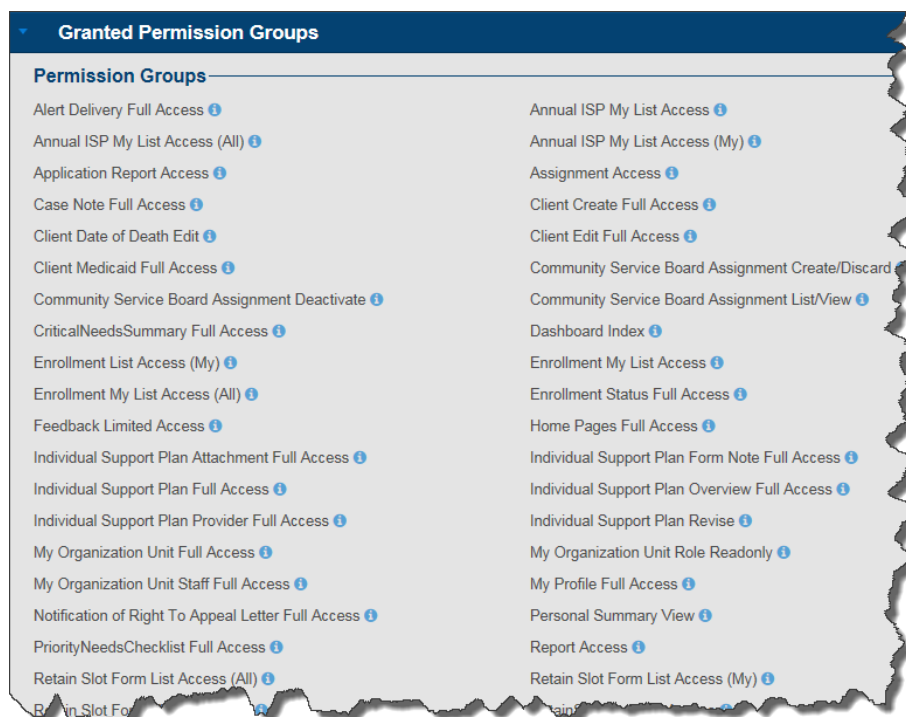 Granted Permission Groups
Permission Groups
Alert Delivery Full Access Annual ISP My List Access
Annual ISP My List Access (All) Annual ISP My List Access (My)
Application Report Access Assignment Access
Case Note Full Access Client Create Full Access
Client Date of Death Edit Client Edit Full Access
Client Medicaid Full Access Community Service Board Assignment Create/Discard
Community Service Board Assignment Deactivate Community Service Board Assignment List/View
CriticalNeedsSummary Full Access Dashboard Index
Enrollment List Access (My) Enrollment My List Access
Enrollment My List Access (All) Enrollment Status Full Access
Feedback Limited Access Home Pages Full Access
Individual Support Plan Attachment Full Access Individual Support Plan Form Note Full Access
Individual Support Plan Full Access Individual Support Plan Overview Full Access
Individual Support Plan Provider Full Access Individual Support Plan Revise
My Organization Unit Full Access My Organization Unit Role Readonly
My Organization Unit Staff Full Access My Profile Full Access
Notification of Right To Appeal Letter Full Access Personal Summary View
PriorityNeedsChecklist Full Access Report Access
Retain Slot Form List Access (All) Retain Slot Form List Access (My)
Slot